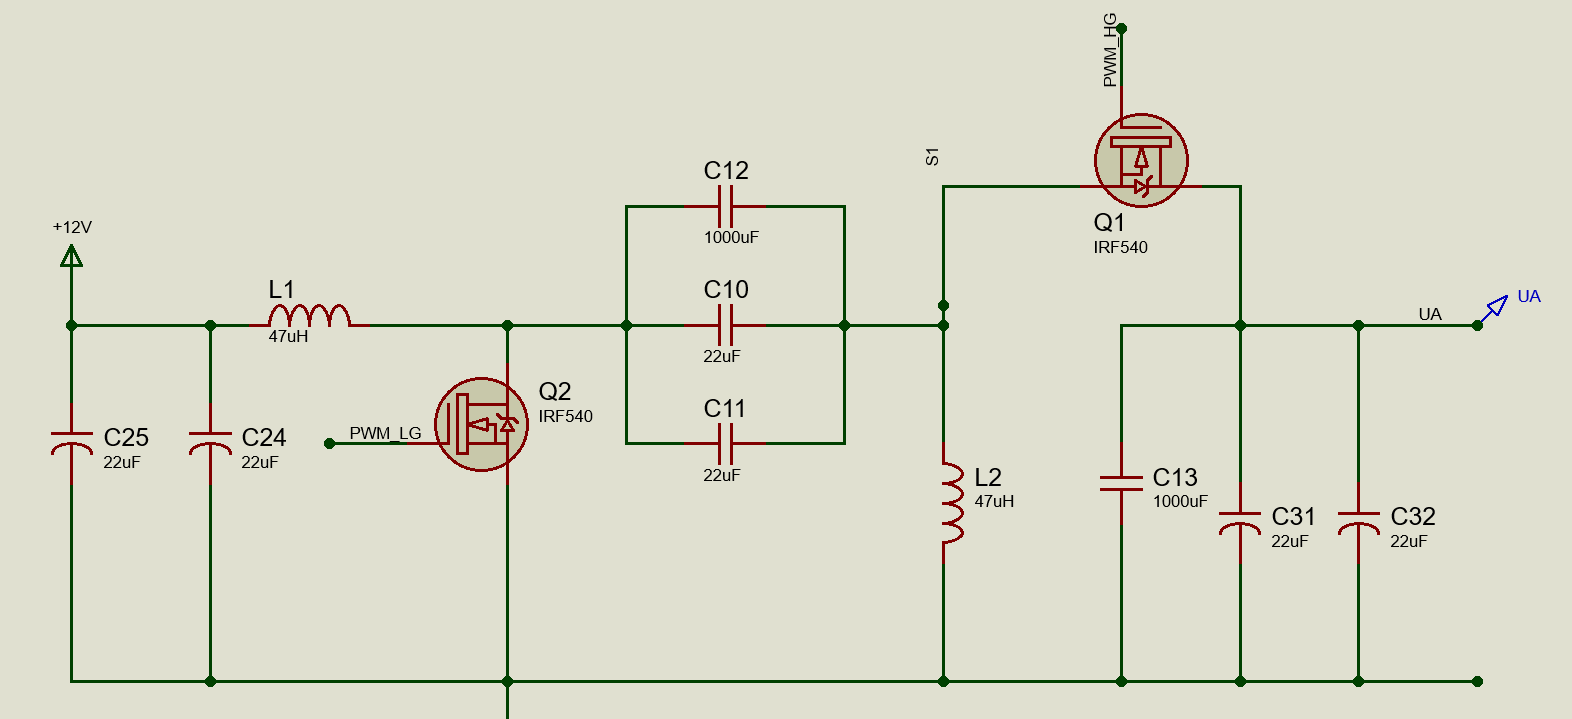 PWM_HG
S1
C12
1000uF
Q1
IRF540
+12V
L1
47uH
C10
22uF
UA
UA
Q2
IRF540
PWM_LG
C11
22uF
C25
22uF
C24
22uF
L2
47uH
C13
1000uF
C31
22uF
C32
22uF